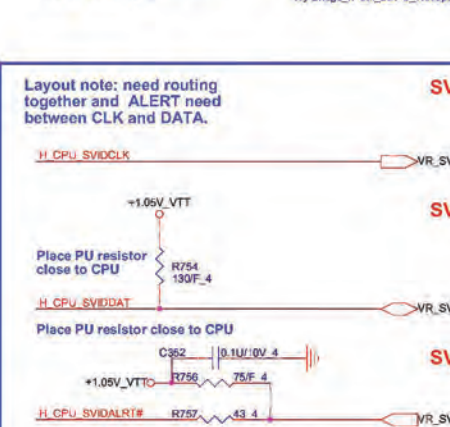 Layout note: need routing
together and ALERT need
between CLK and DATA.
SV
H_CPU_SVIDCLK
VR_SV
+1.05V_VTT
SV
Place PU resistor
close to CPU
R754
130/F_4
H_CPU_SVIDDAT
VR_SV
Place PU resistor close to CPU
C352 0.1U/10V_4
SV
+1.05V_VTT R756 75/F_4
H_CPU_SVIDALRT# R757 43_4
VR_SV